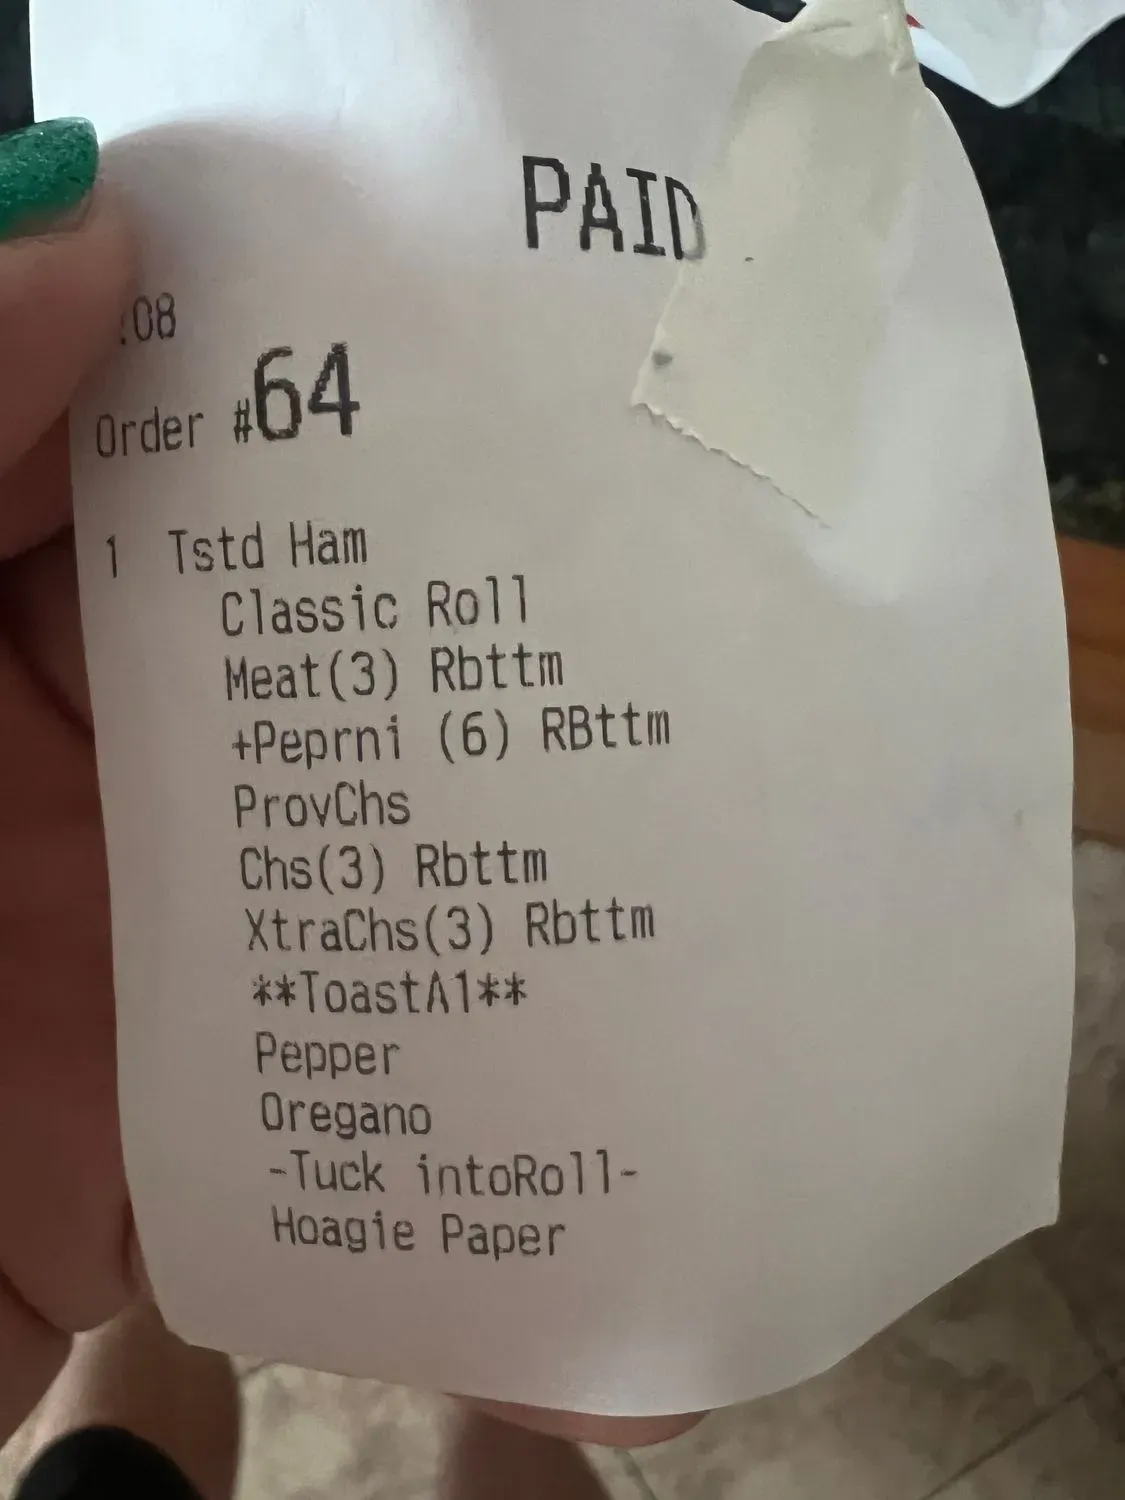 PAID
:08
Order #64
1 Tstd Ham
Classic Roll
Meat(3) Rbttm
+Peprni (6) RBttm
ProvChs
Chs(3) Rbttm
XtraChs(3) Rbttm
**ToastA1**
Pepper
Oregano
-Tuck intoRoll-
Hoagie Paper